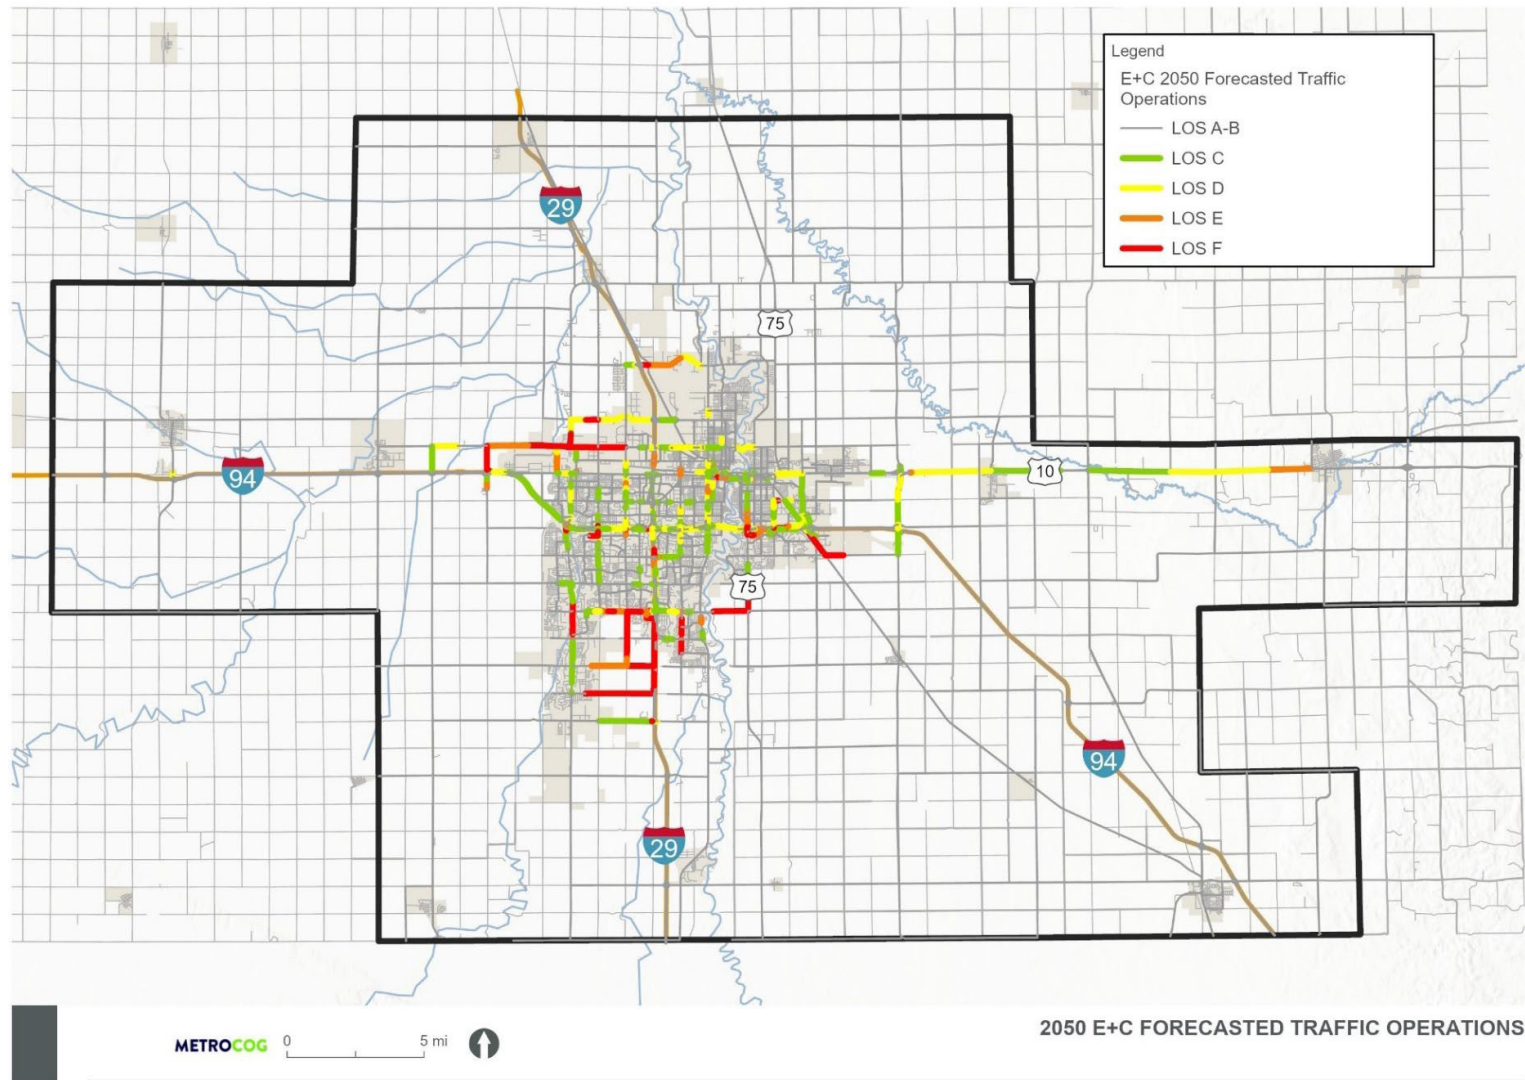 Legend
E+C 2050 Forecasted Traffic
Operations
LOS A-B
LOS C
LOS D
LOS E
LOS F
29
75
94
10
75
94
29
METROCOG
0
5 mi
2050 E+C FORECASTED TRAFFIC OPERATIONS